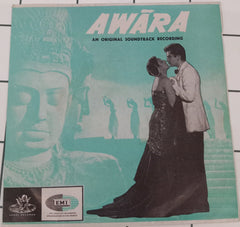 AWĀRA
AN ORIGINAL SOUNDTRACK RECORDING
EMI